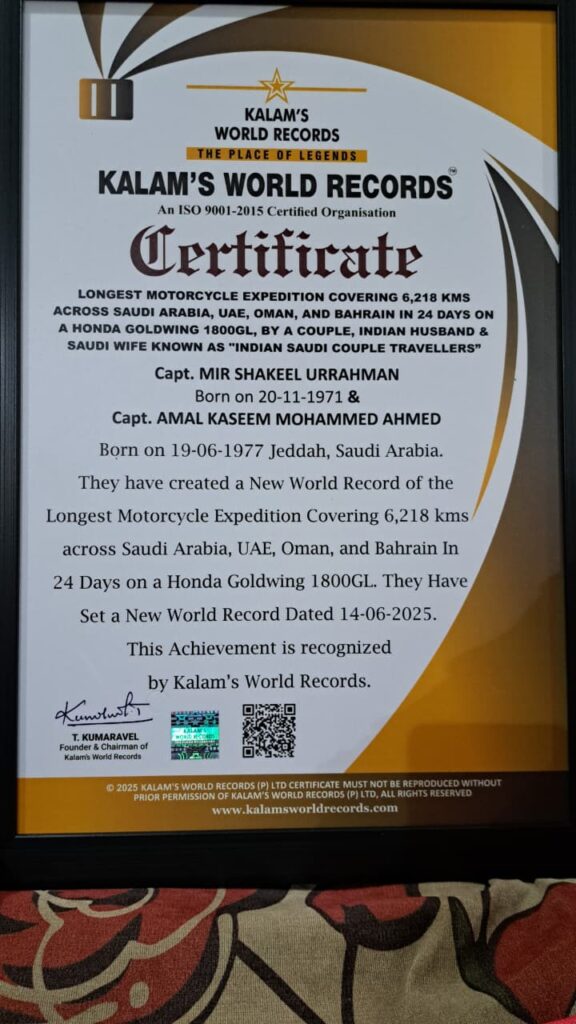 KALAM'S
WORLD RECORDS
THE PLACE OF LEGENDS
KALAM'S WORLD RECORDS™
An ISO 9001-2015 Certified Organisation
Certificate
LONGEST MOTORCYCLE EXPEDITION COVERING 6,218 KMS
ACROSS SAUDI ARABIA, UAE, OMAN, AND BAHRAIN IN 24 DAYS ON
A HONDA GOLDWING 1800GL, BY A COUPLE, INDIAN HUSBAND &
SAUDI WIFE KNOWN AS "INDIAN SAUDI COUPLE TRAVELLERS"
Capt. MIR SHAKEEL URRAHMAN
Born on 20-11-1971 &
Capt. AMAL KASEEM MOHAMMED AHMED
Born on 19-06-1977 Jeddah, Saudi Arabia.
They have created a New World Record of the
Longest Motorcycle Expedition Covering 6,218 kms
across Saudi Arabia, UAE, Oman, and Bahrain In
24 Days on a Honda Goldwing 1800GL. They Have
Set a New World Record Dated 14-06-2025.
This Achievement is recognized
by Kalam's World Records.
T. KUMARAVEL
Founder & Chairman of
Kalam's World Records
KALAM'S
WORLD RECORDS
© 2025 KALAM'S WORLD RECORDS (P) LTD CERTIFICATE MUST NOT BE REPRODUCED WITHOUT
PRIOR PERMISSION OF KALAM'S WORLD RECORDS (P) LTD, ALL RIGHTS RESERVED
www.kalamsworldrecords.com